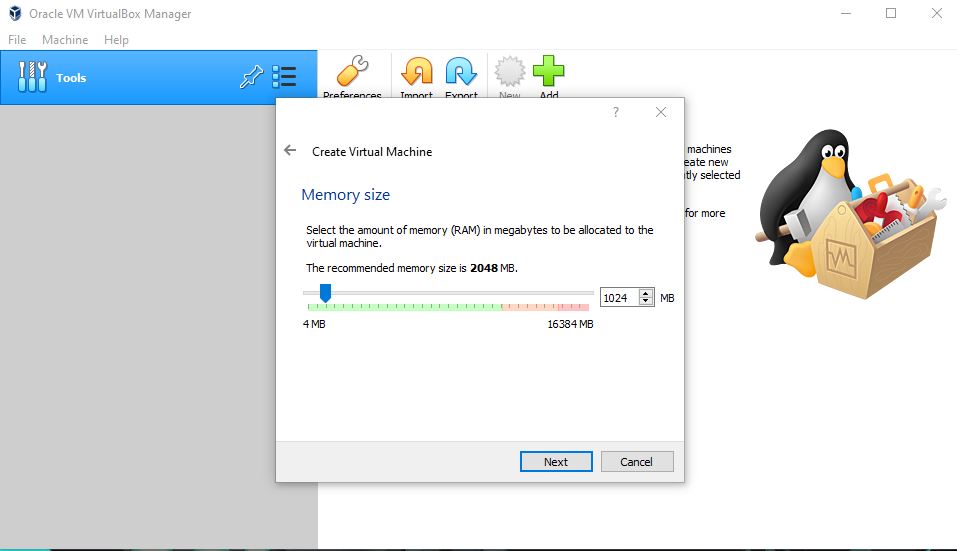 Oracle VM VirtualBox Manager
File Machine Help
Tools
Preferences Import Export New Add
?
Create Virtual Machine
machines
eate new
tly selected
for more
Memory size
Select the amount of memory (RAM) in megabytes to be allocated to the
virtual machine.
The recommended memory size is 2048 MB.
1024 MB
4 MB 16384 MB
Next Cancel